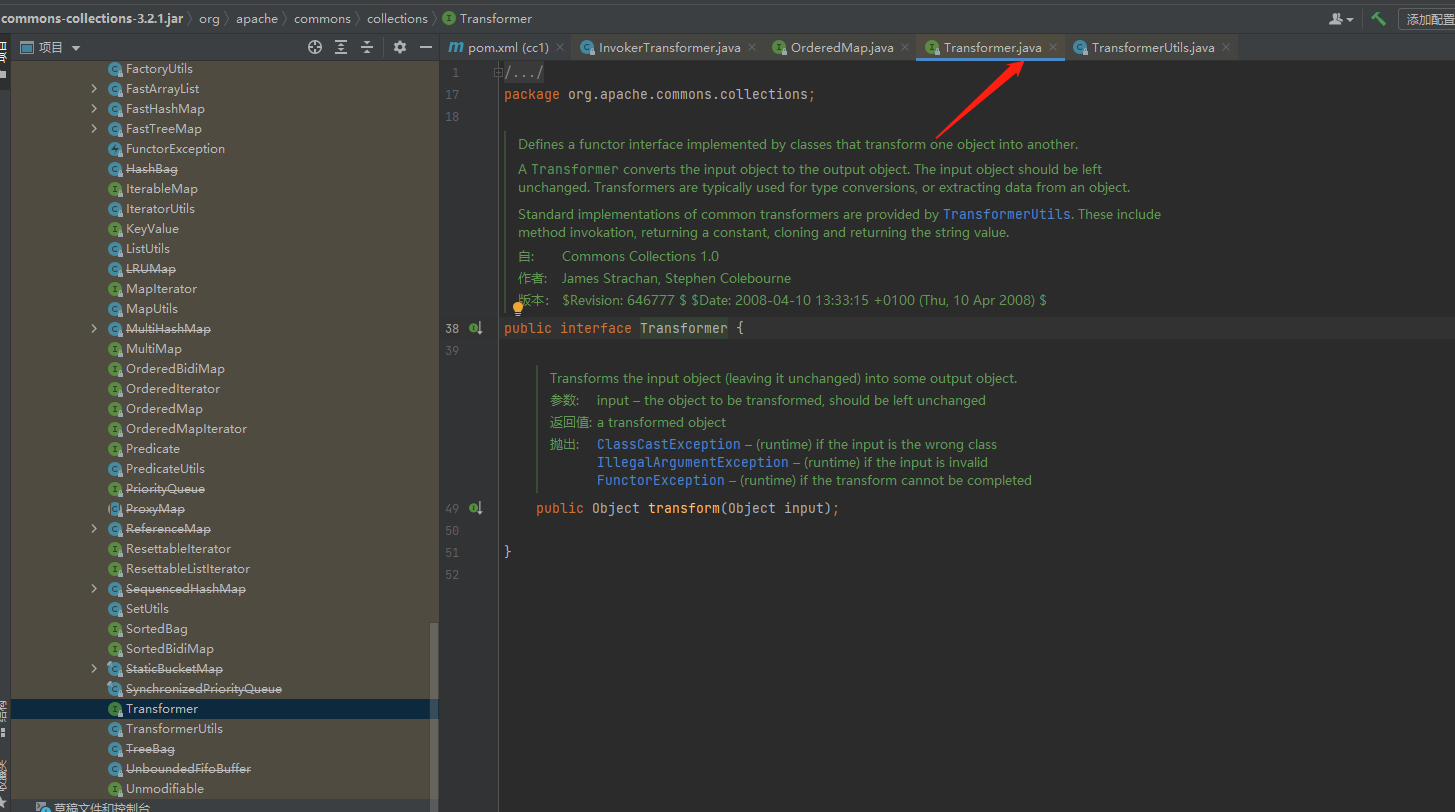 commons-collections-3.2.1.jar org apache commons collections Transformer
添加配置
项目
pom.xml (cc1) InvokerTransformer.java OrderedMap.java Transformer.java TransformerUtils.java
FactoryUtils
FastArrayList
FastHashMap
FastTreeMap
FunctorException
HashBag
IterableMap
IteratorUtils
KeyValue
ListUtils
LRUMap
MapIterator
MapUtils
MultiHashMap
MultiMap
OrderedBidiMap
OrderedIterator
OrderedMap
OrderedMapIterator
Predicate
PredicateUtils
PriorityQueue
ProxyMap
ReferenceMap
ResettableIterator
ResettableListIterator
SequencedHashMap
SetUtils
SortedBag
SortedBidiMap
StaticBucketMap
SynchronizedPriorityQueue
Transformer
TransformerUtils
TreeBag
UnboundedFifoBuffer
Unmodifiable
草稿文件和控制台
1 /.../
17 package org.apache.commons.collections;
18
Defines a functor interface implemented by classes that transform one object into another.
A Transformer converts the input object to the output object. The input object should be left
unchanged. Transformers are typically used for type conversions, or extracting data from an object.
Standard implementations of common transformers are provided by TransformerUtils. These include
method invokation, returning a constant, cloning and returning the string value.
自: Commons Collections 1.0
作者: James Strachan, Stephen Colebourne
版本: $Revision: 646777 $ $Date: 2008-04-10 13:33:15 +0100 (Thu, 10 Apr 2008) $
38 public interface Transformer {
39
Transforms the input object (leaving it unchanged) into some output object.
参数: input – the object to be transformed, should be left unchanged
返回值: a transformed object
抛出: ClassCastException – (runtime) if the input is the wrong class
IllegalArgumentException – (runtime) if the input is invalid
FunctorException – (runtime) if the transform cannot be completed
49 public Object transform(Object input);
50
51 }
52